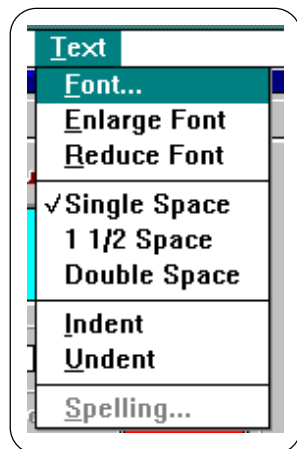 Text
Font...
Enlarge Font
Reduce Font
✓Single Space
1 1/2 Space
Double Space
Indent
Undent
Spelling...